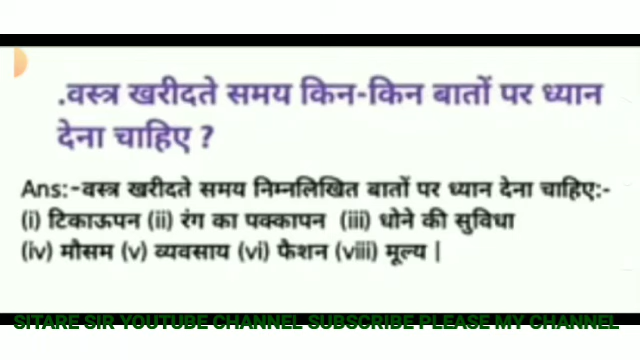 .वस्त्र खरीदते समय किन-किन बातों पर ध्यान
देना चाहिए ?
Ans:-वस्त्र खरीदते समय निम्नलिखित बातों पर ध्यान देना चाहिए:-
(i) टिकाऊपन (ii) रंग का पक्कापन (iii) धोने की सुविधा
(iv) मौसम (v) व्यवसाय (vi) फैशन (viii) मूल्य |
SITARE SIR YOUTUBE CHANNEL SUBSCRIBE PLEASE MY CHANNEL